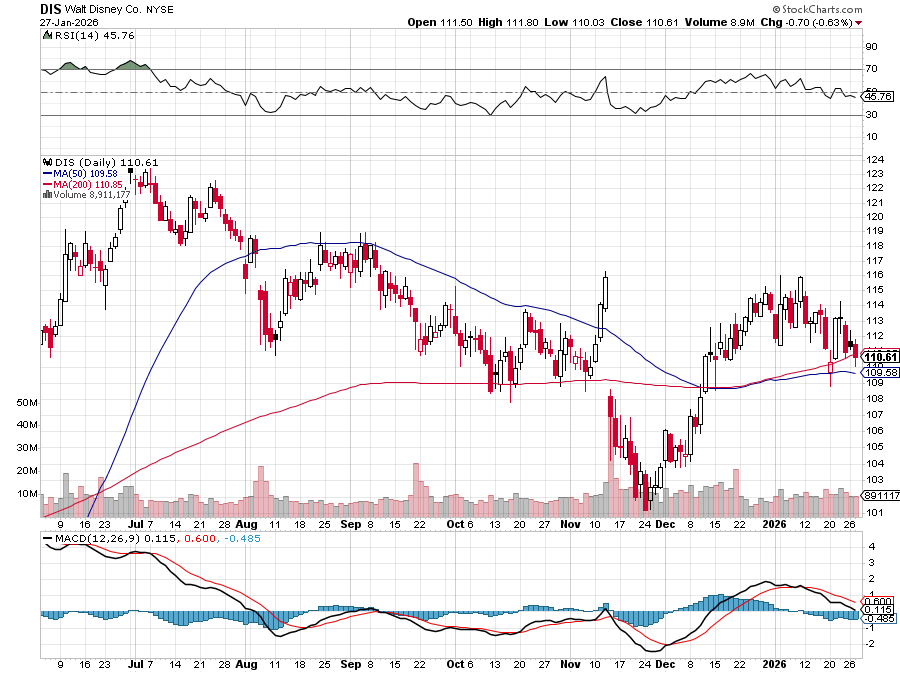 DIS Walt Disney Co. NYSE © StockCharts.com
27-Jan-2026 Open 111.50 High 111.80 Low 110.03 Close 110.61 Volume 8.9M Chg -0.70 (-0.63%)
RSI(14) 45.76
90
70
50
45.76
30
10
DIS (Daily) 110.61
MA(50) 109.58
MA(200) 110.85
Volume 8,911,177
124
123
122
121
120
119
118
117
116
115
114
113
112
110.61
110
109.58
109
108
107
106
105
104
103
101
50M
40M
30M
20M
10M
891117
9 16 23 Jul 7 14 21 28 Aug 11 18 25 Sep 8 15 22 Oct 6 13 20 27 Nov 10 17 24 Dec 8 15 22 2026 12 20 26
MACD(12,26,9) 0.115, 0.600, -0.485
4
3
2
1
0.600
0.115
-0.485
-1
-2
9 16 23 Jul 7 14 21 28 Aug 11 18 25 Sep 8 15 22 Oct 6 13 20 27 Nov 10 17 24 Dec 8 15 22 2026 12 20 26